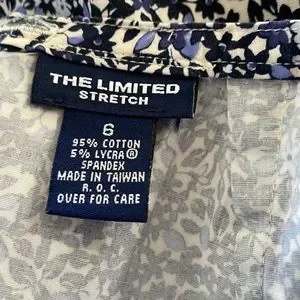 THE LIMITED
STRETCH
6
95% COTTON
5% LYCRA®
SPANDEX
MADE IN TAIWAN
R. O. C.
OVER FOR CARE